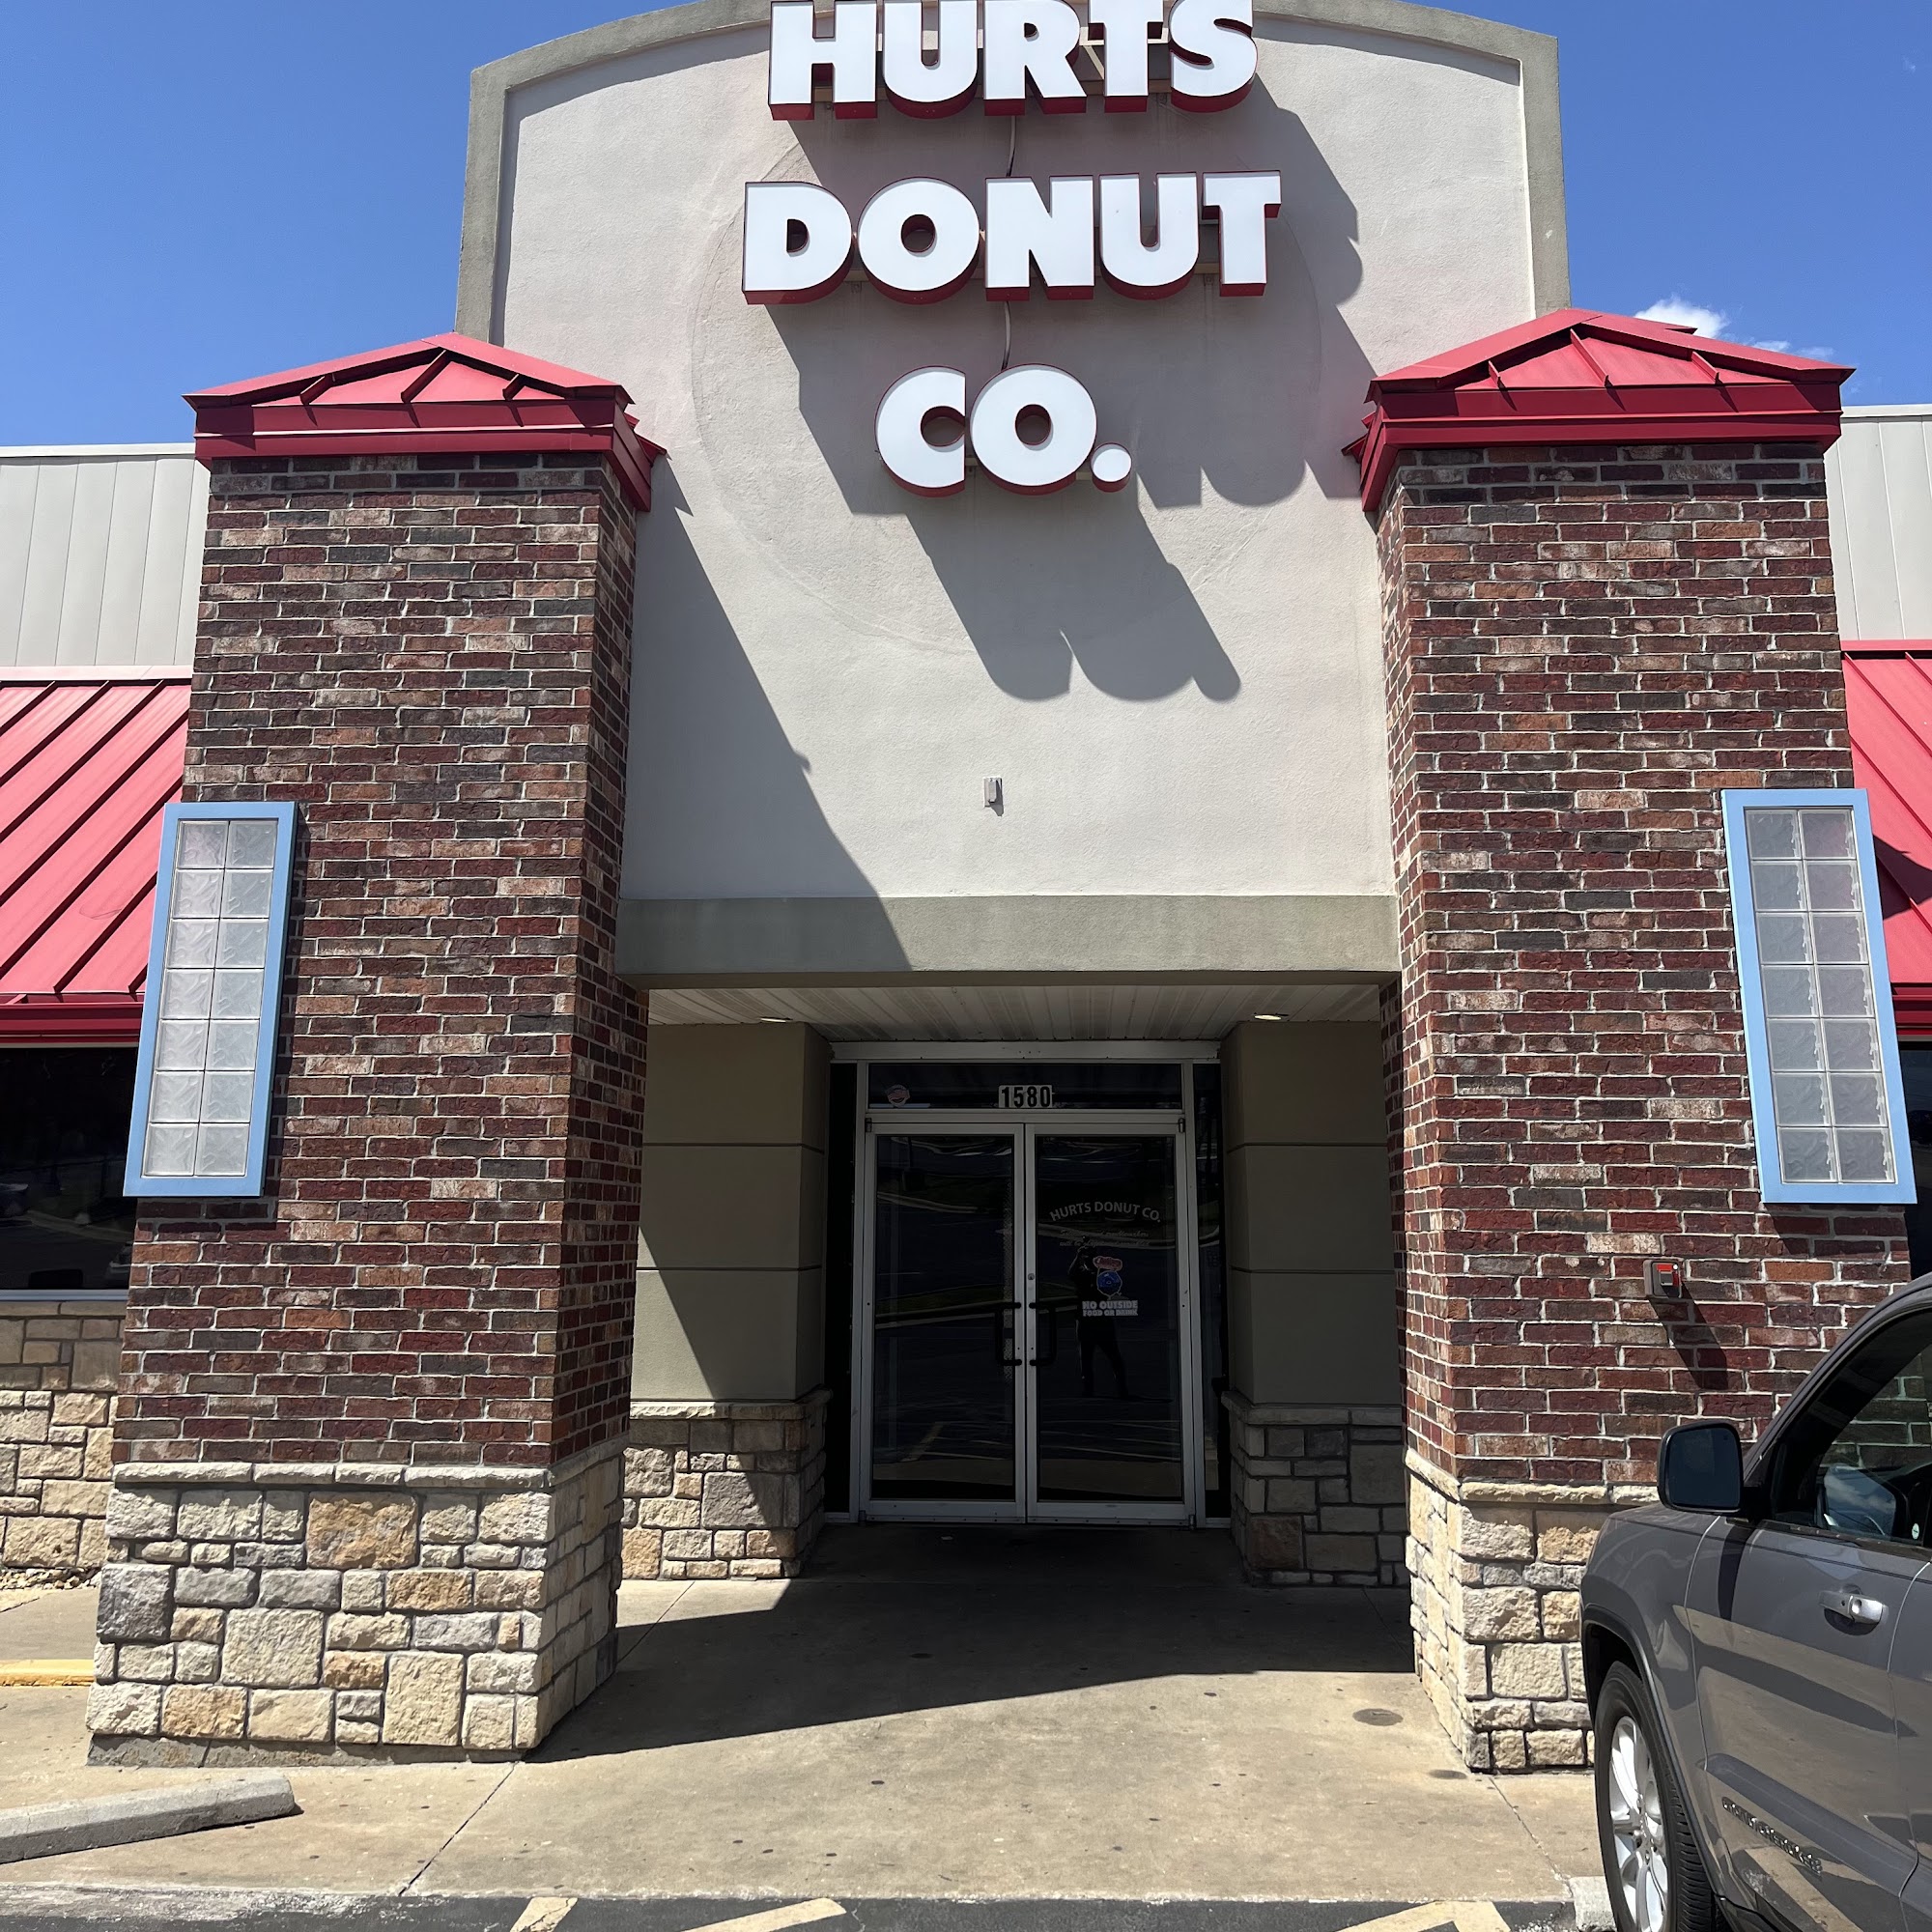 HURTS
DONUT
CO.
1580
HURTS DONUT CO.
NO OUTSIDE
FOOD OR DRINK